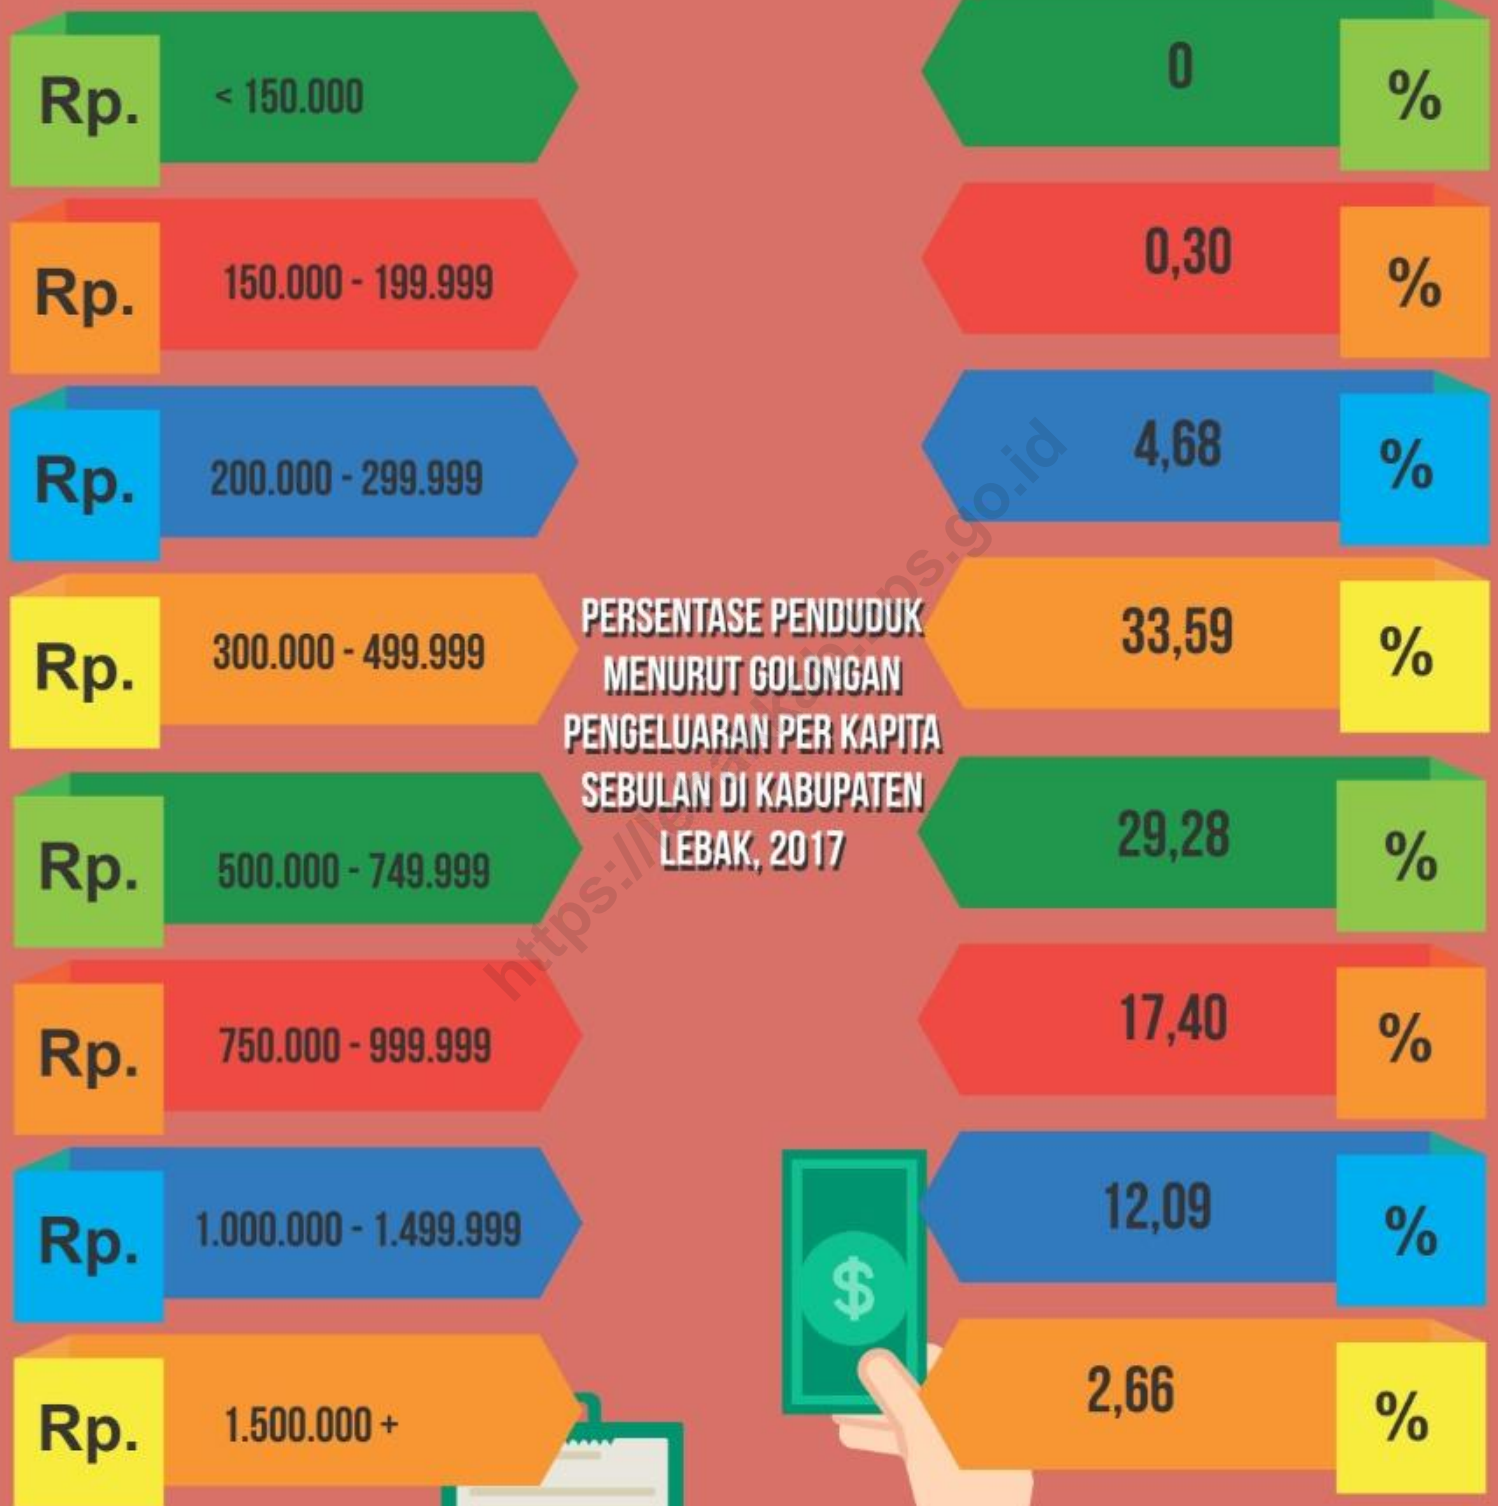 Rp. < 150.000 0 %
Rp. 150.000 - 199.999 0,30 %
Rp. 200.000 - 299.999 4,68 %
Rp. 300.000 - 499.999 33,59 %
PERSENTASE PENDUDUK
MENURUT GOLONGAN
PENGELUARAN PER KAPITA
SEBULAN DI KABUPATEN
LEBAK, 2017
Rp. 500.000 - 749.999 29,28 %
Rp. 750.000 - 999.999 17,40 %
Rp. 1.000.000 - 1.499.999 12,09 %
$
Rp. 1.500.000 + 2,66 %